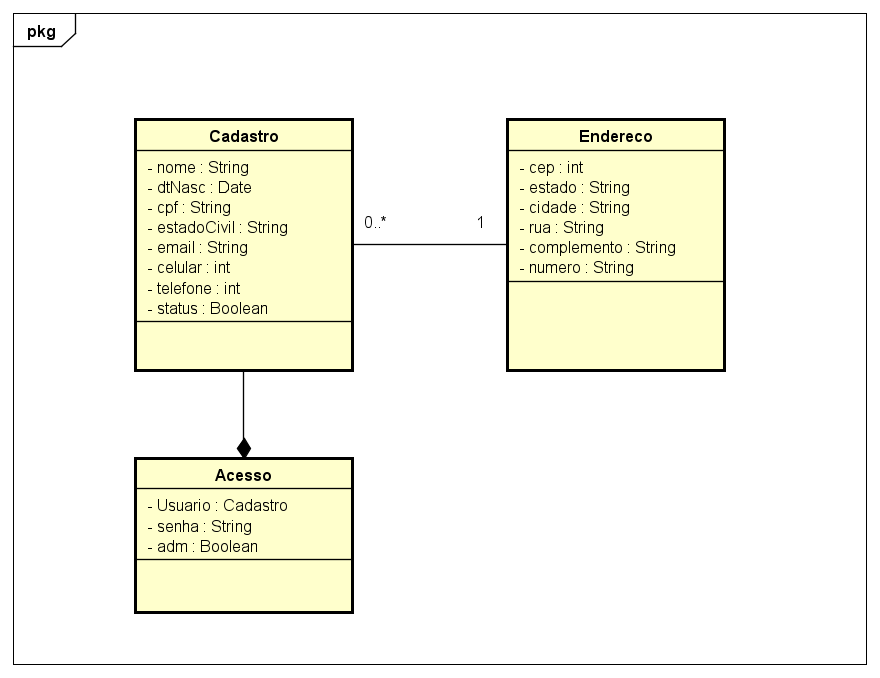 pkg
Cadastro
- nome : String
- dtNasc : Date
- cpf : String
- estadoCivil : String
- email : String
- celular : int
- telefone : int
- status : Boolean
0..*
1
Endereco
- cep : int
- estado : String
- cidade : String
- rua : String
- complemento : String
- numero : String
Acesso
- Usuario : Cadastro
- senha : String
- adm : Boolean